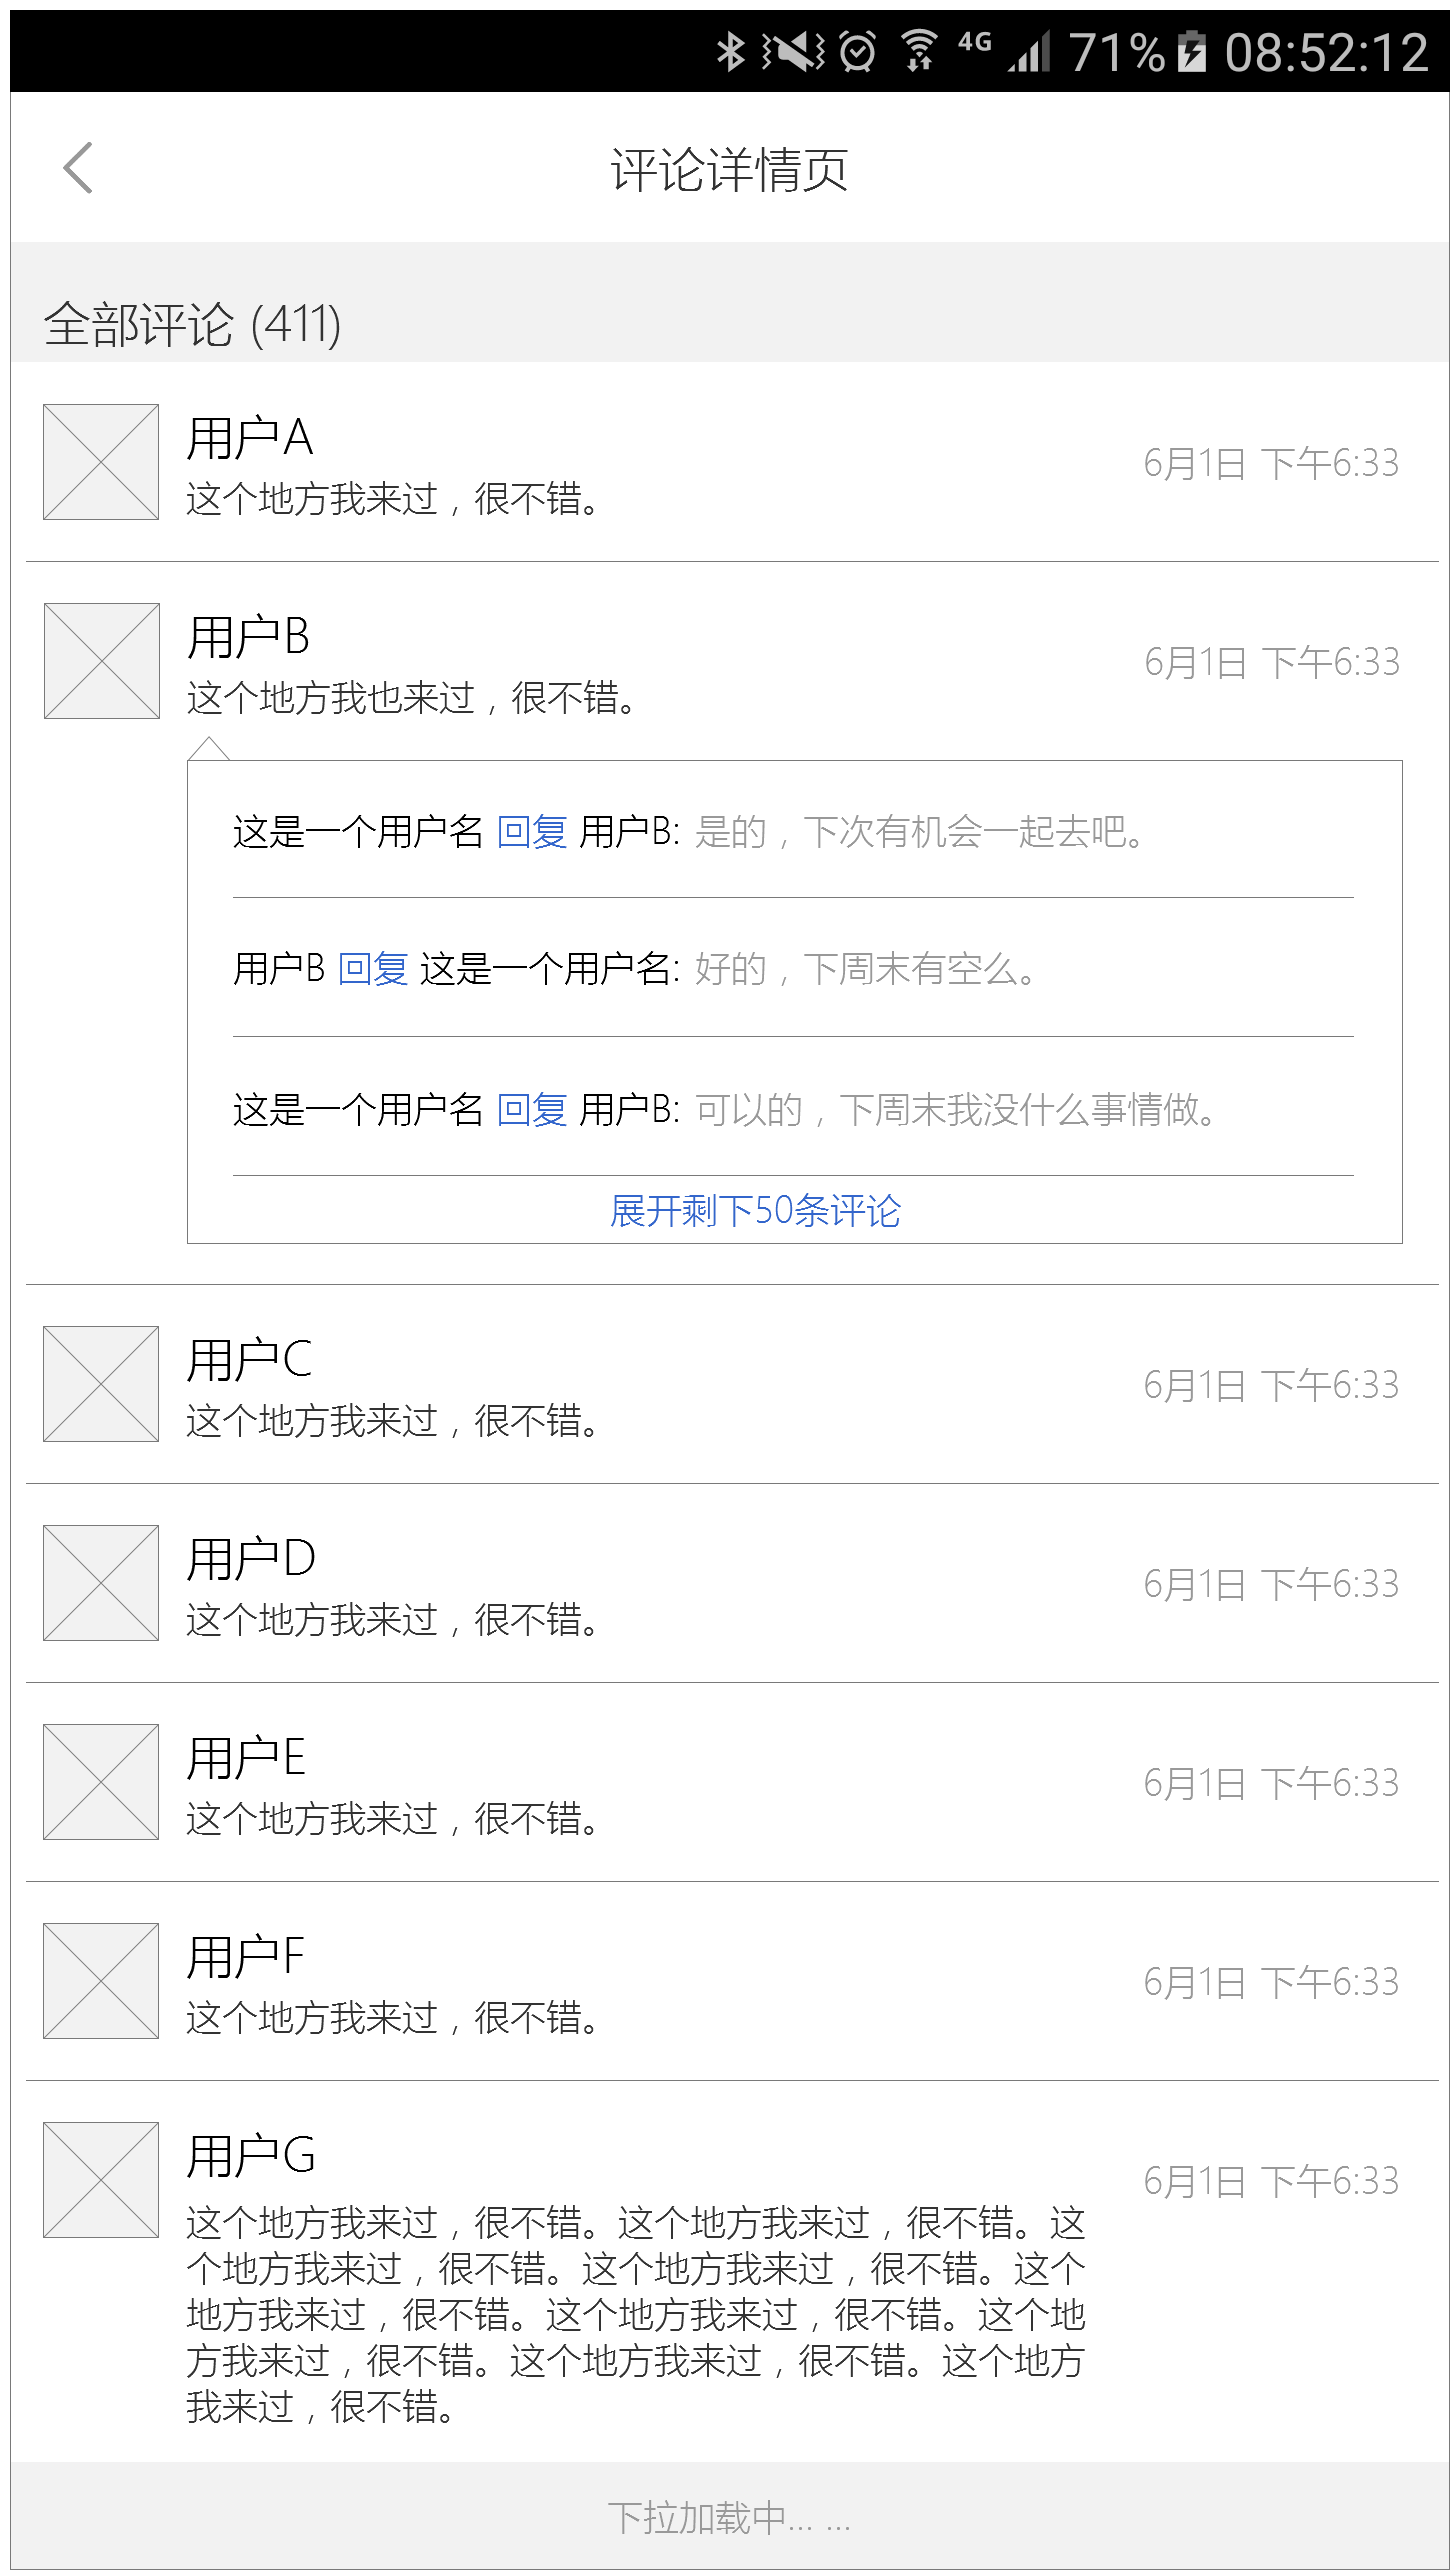 4G 71% 08:52:12
评论详情页
全部评论 (411)
用户A
6月1日 下午6:33
这个地方我来过，很不错。
用户B
6月1日 下午6:33
这个地方我也来过，很不错。
这是一个用户名 回复 用户B: 是的，下次有机会一起去吧。
用户B 回复 这是一个用户名: 好的，下周末有空么。
这是一个用户名 回复 用户B: 可以的，下周末我没什么事情做。
展开剩下50条评论
用户C
6月1日 下午6:33
这个地方我来过，很不错。
用户D
6月1日 下午6:33
这个地方我来过，很不错。
用户E
6月1日 下午6:33
这个地方我来过，很不错。
用户F
6月1日 下午6:33
这个地方我来过，很不错。
用户G
6月1日 下午6:33
这个地方我来过，很不错。这个地方我来过，很不错。这
个地方我来过，很不错。这个地方我来过，很不错。这个
地方我来过，很不错。这个地方我来过，很不错。这个地
方我来过，很不错。这个地方我来过，很不错。这个地方
我来过，很不错。
下拉加载中... ...